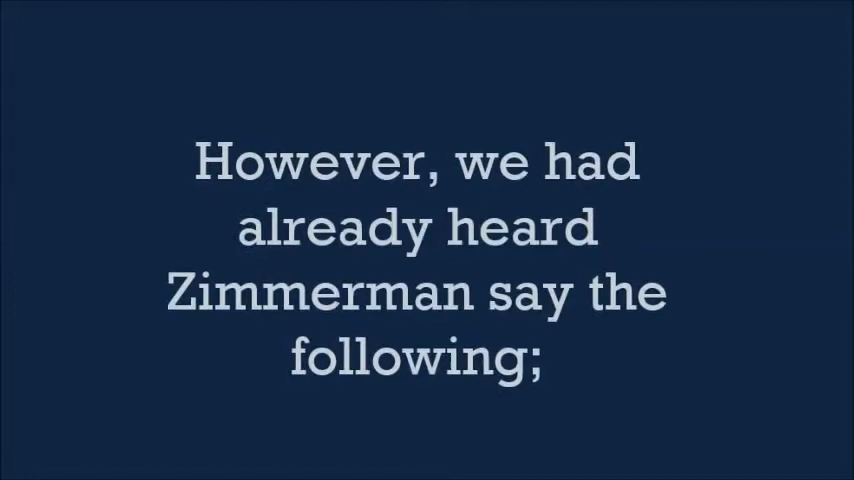 However, we had
already heard
Zimmerman say the
following;